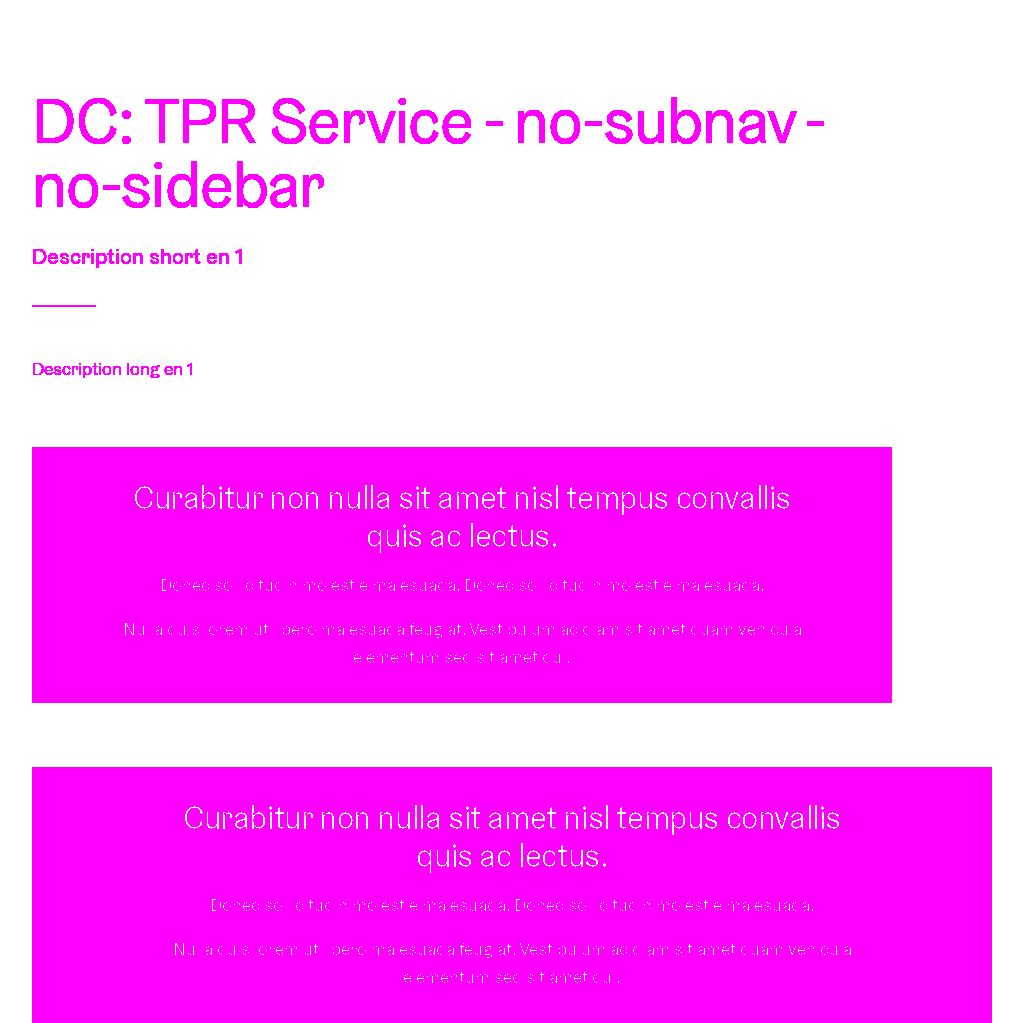 DC: TPR Service - no-subnav -
no-sidebar
Description short en 1
Description long en 1
Curabitur non nulla sit amet nisl tempus convallis
quis ac lectus.
Donec sollicitudin molestie malesuada. Donec sollicitudin molestie malesuada.
Nulla quis lorem ut libero malesuada feugiat. Vestibulum ac diam sit amet quam vehicula
elementum sed sit amet dui.
Curabitur non nulla sit amet nisl tempus convallis
quis ac lectus.
Donec sollicitudin molestie malesuada. Donec sollicitudin molestie malesuada.
Nulla quis lorem ut libero malesuada feugiat. Vestibulum ac diam sit amet quam vehicula
elementum sed sit amet dui.